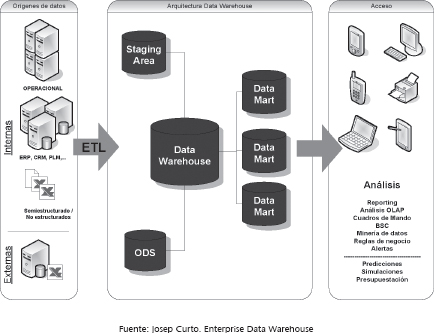 Orígenes de datos
Arquitectura Data Warehouse
Acceso
OPERACIONAL
Internas
ERP, CRM, PLM,...
Semiestructurado /
No estructurados
Externas
ETL
Staging
Area
Data
Warehouse
ODS
Data
Mart
Data
Mart
Data
Mart
Análisis
Reporting
Análisis OLAP
Cuadros de Mando
BSC
Minería de datos
Reglas de negocio
Alertas
Predicciones
Simulaciones
Presupuestación
Fuente: Josep Curto. Enterprise Data Warehouse